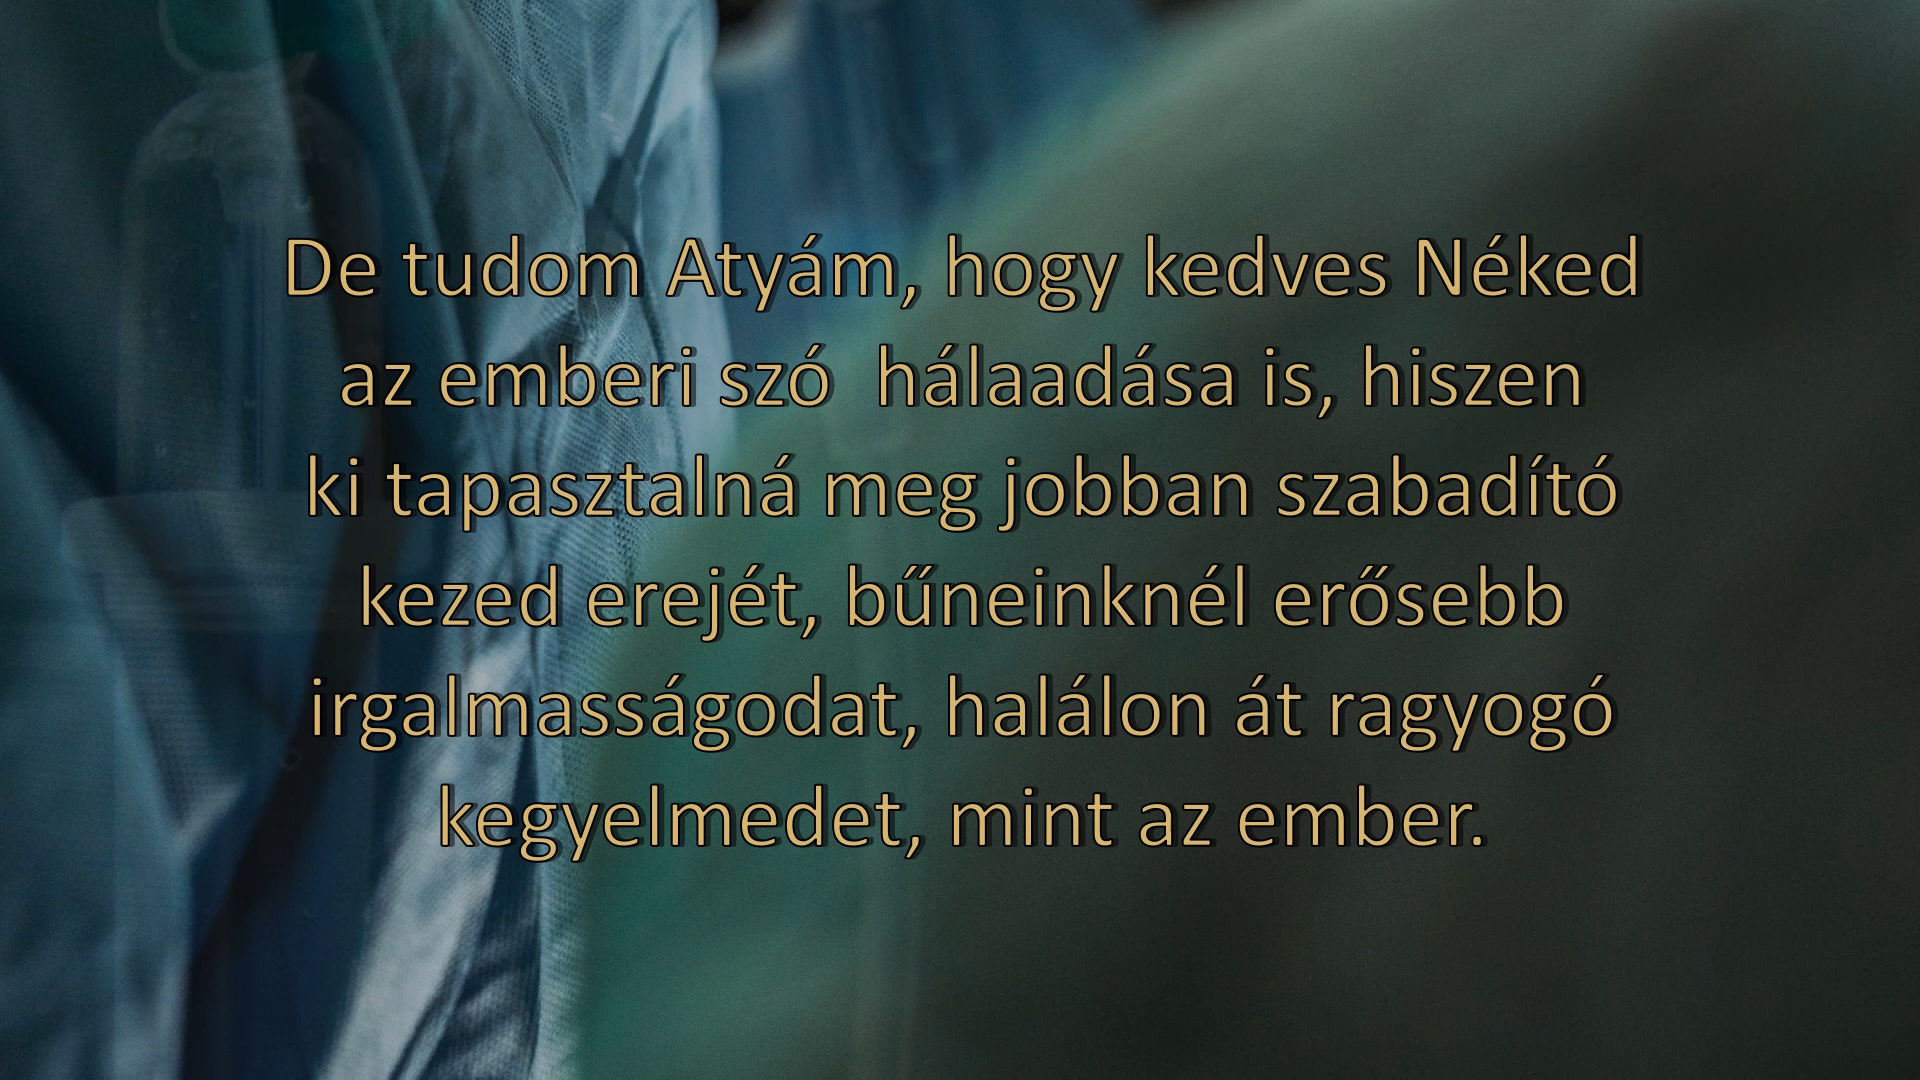 De tudom Atyám, hogy kedves Néked
az emberi szó  hálaadása is, hiszen
ki tapasztalná meg jobban szabadító
kezed erejét, bűneinknél erősebb
irgalmasságodat, halálon át ragyogó
kegyelmedet, mint az ember.